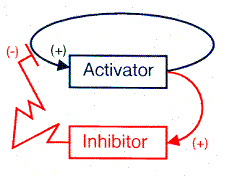 (-)
(+)
Activator
Inhibitor
(+)